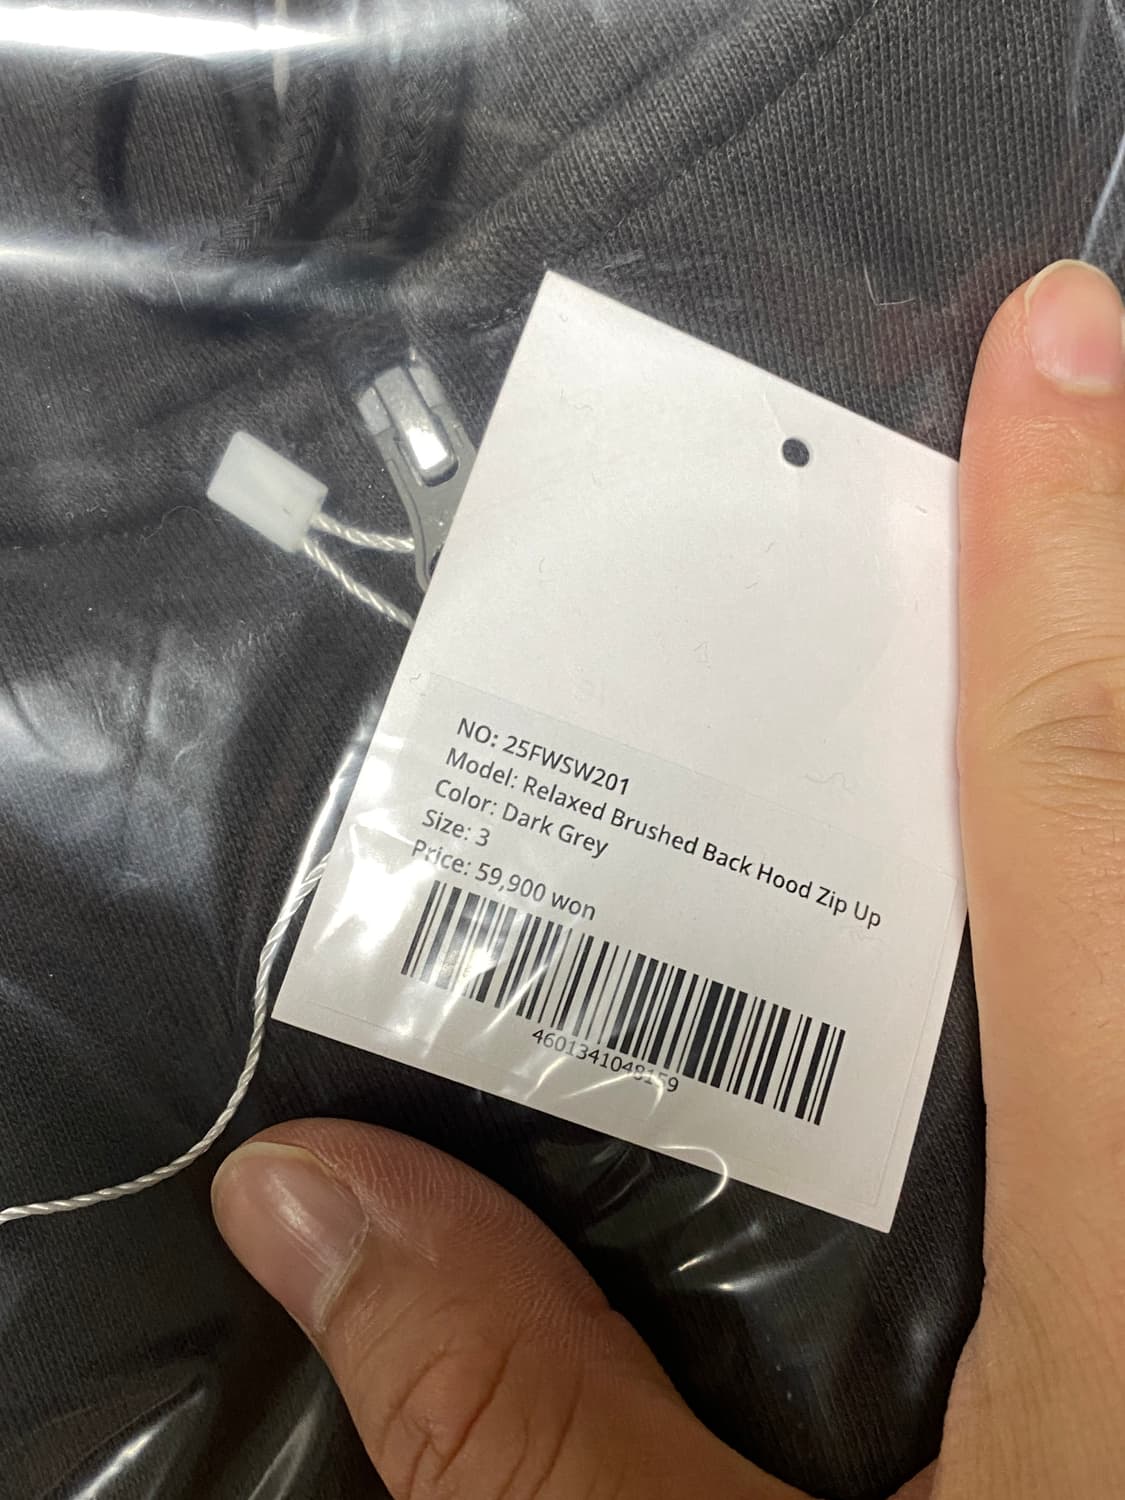 NO: 25FWSW201
Model: Relaxed Brushed Back Hood Zip Up
Color: Dark Grey
Size: 3
Price: 59,900 won
4601341048159